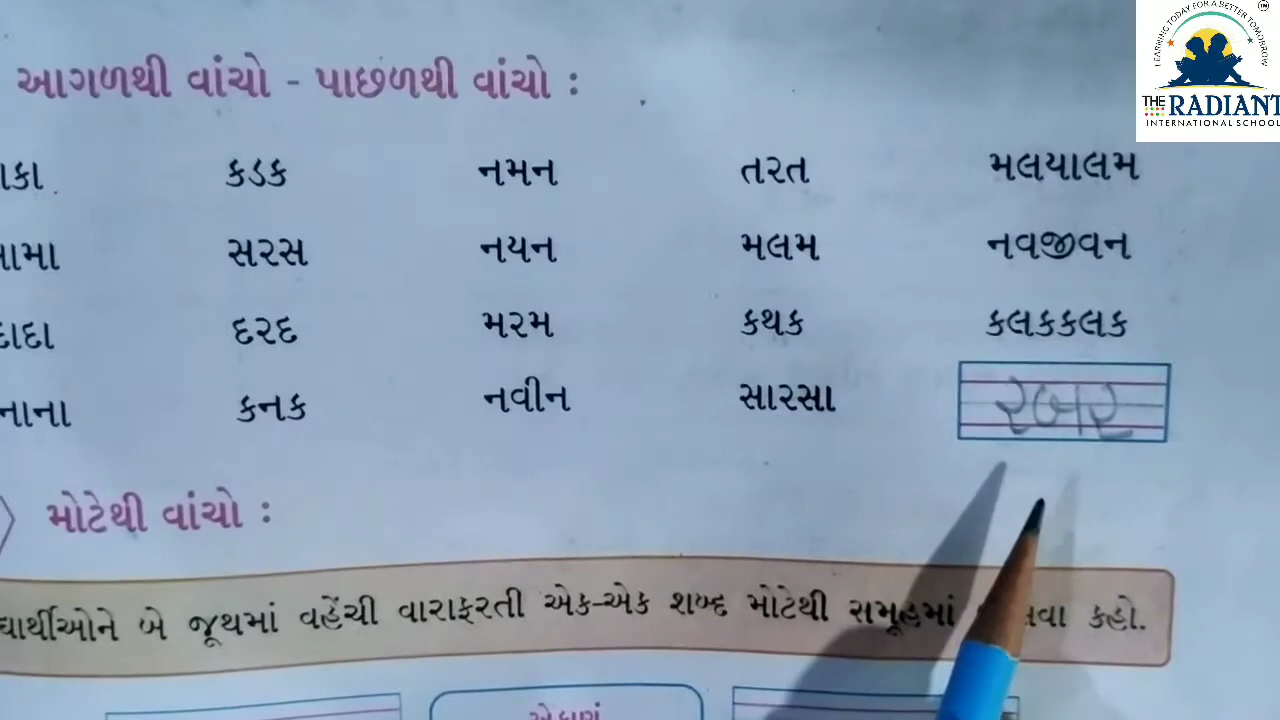 LEARNING TODAY FOR A BETTER TOMORROW
THE RADIANT
INTERNATIONAL SCHOOL
આગળથી વાંચો - પાછળથી વાંચો :
કડક નમન તરત મલયાલમ
સરસ નયન મલમ નવજીવન
દાદા દરદ મરમ કથક કલકકલક
નાના કનક નવીન સારસા રબર
મોટેથી વાંચો :
બે જૂથમાં વહેંચી વારાફરતી એક-એક શબ્દ મોટેથી સમૂહમાં કહો.